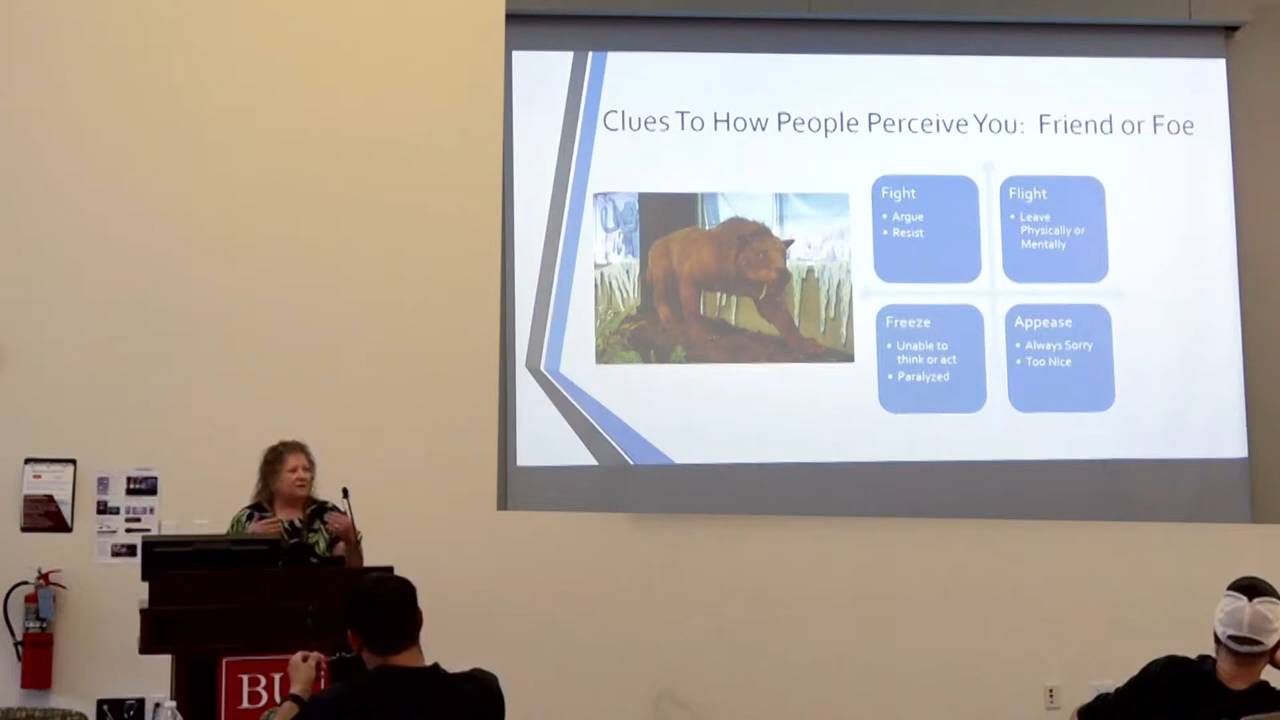 Clues To How People Perceive You: Friend or Foe
Fight
• Argue
• Resist
Flight
• Leave
Physically or
Mentally
Freeze
• Unable to
think or act
• Paralyzed
Appease
• Always Sorry
• Too Nice
BU